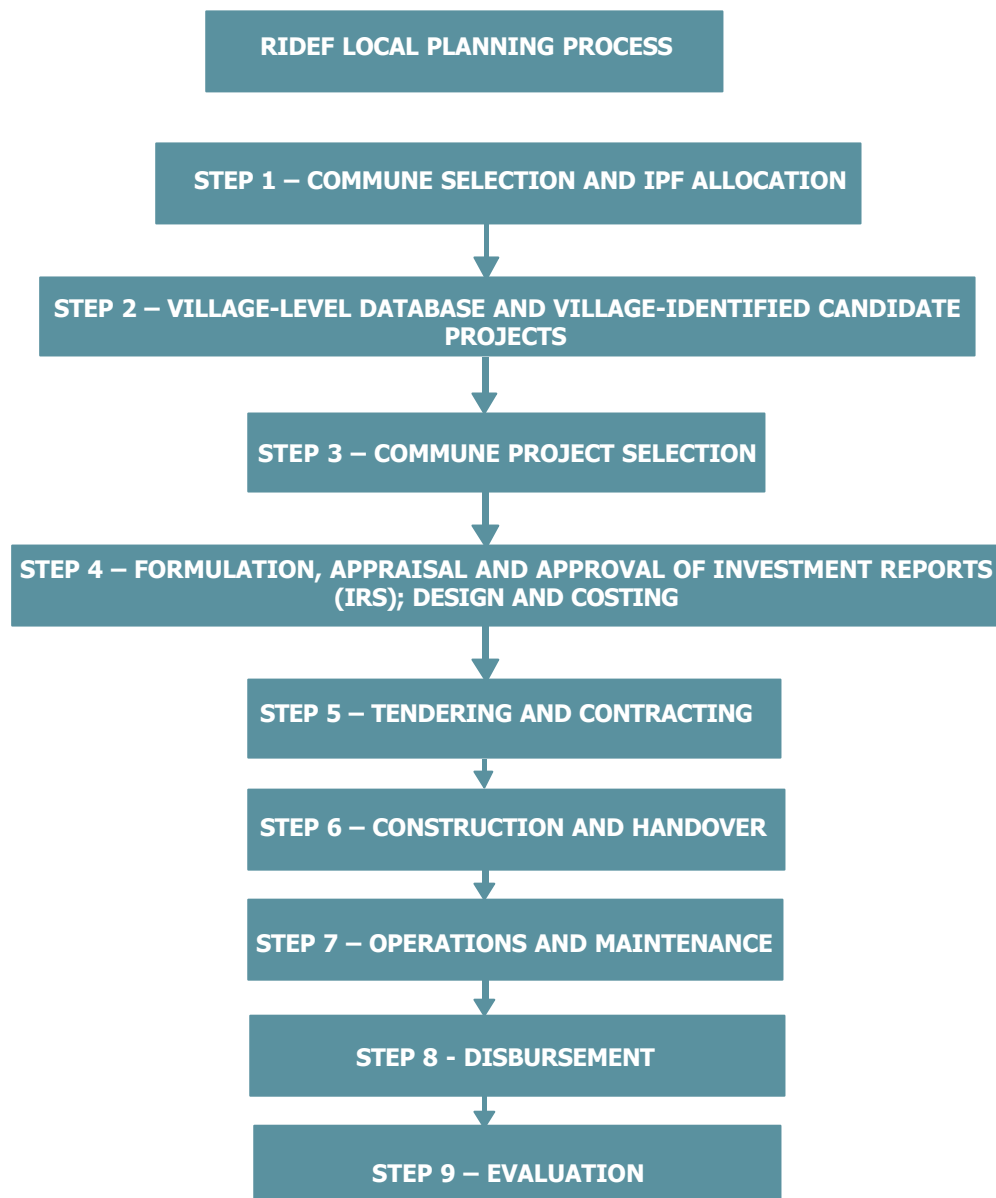 RIDEF LOCAL PLANNING PROCESS
STEP 1 – COMMUNE SELECTION AND IPF ALLOCATION
STEP 2 – VILLAGE-LEVEL DATABASE AND VILLAGE-IDENTIFIED CANDIDATE
PROJECTS
STEP 3 – COMMUNE PROJECT SELECTION
STEP 4 – FORMULATION, APPRAISAL AND APPROVAL OF INVESTMENT REPORTS
(IRS); DESIGN AND COSTING
STEP 5 – TENDERING AND CONTRACTING
STEP 6 – CONSTRUCTION AND HANDOVER
STEP 7 – OPERATIONS AND MAINTENANCE
STEP 8 - DISBURSEMENT
STEP 9 – EVALUATION